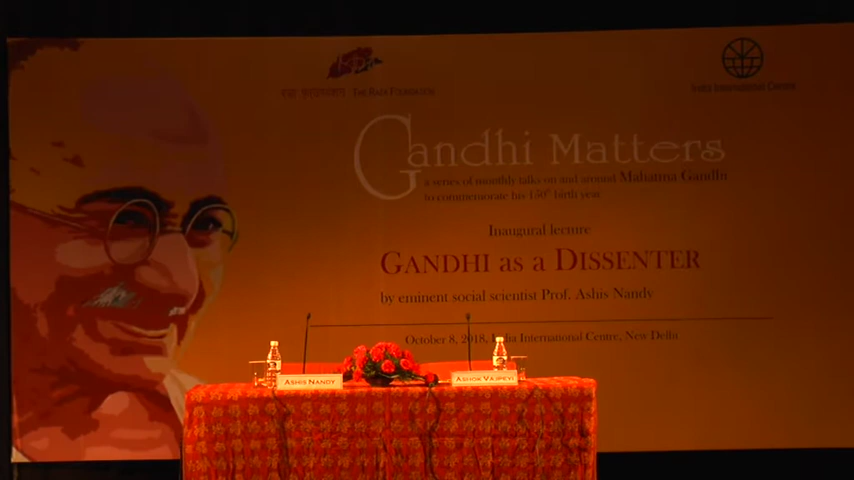 THE RAZA FOUNDATION
India International Centre
Gandhi Matters
a series of monthly talks on and around Mahatma Gandhi
to commemorate his 150th birth year
Inaugural lecture
GANDHI as a DISSENTER
by eminent social scientist Prof. Ashis Nandy
October 8, 2018, India International Centre, New Delhi
ASHIS NANDY
ASHOK VAJPEYI